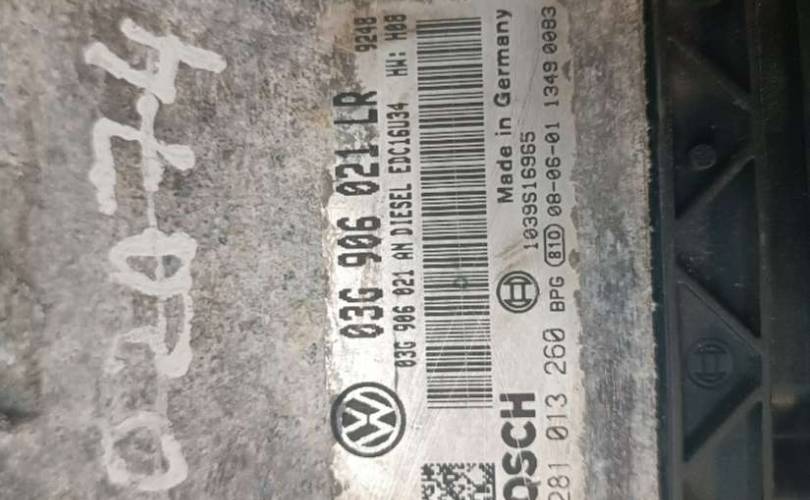 03G 906 021 LR 9248
03G 906 021 AN DIESEL EDC16U34 HW: H08
Made in Germany
1039S16965
281 013 260 BPG 810 08-06-01 1349 0083